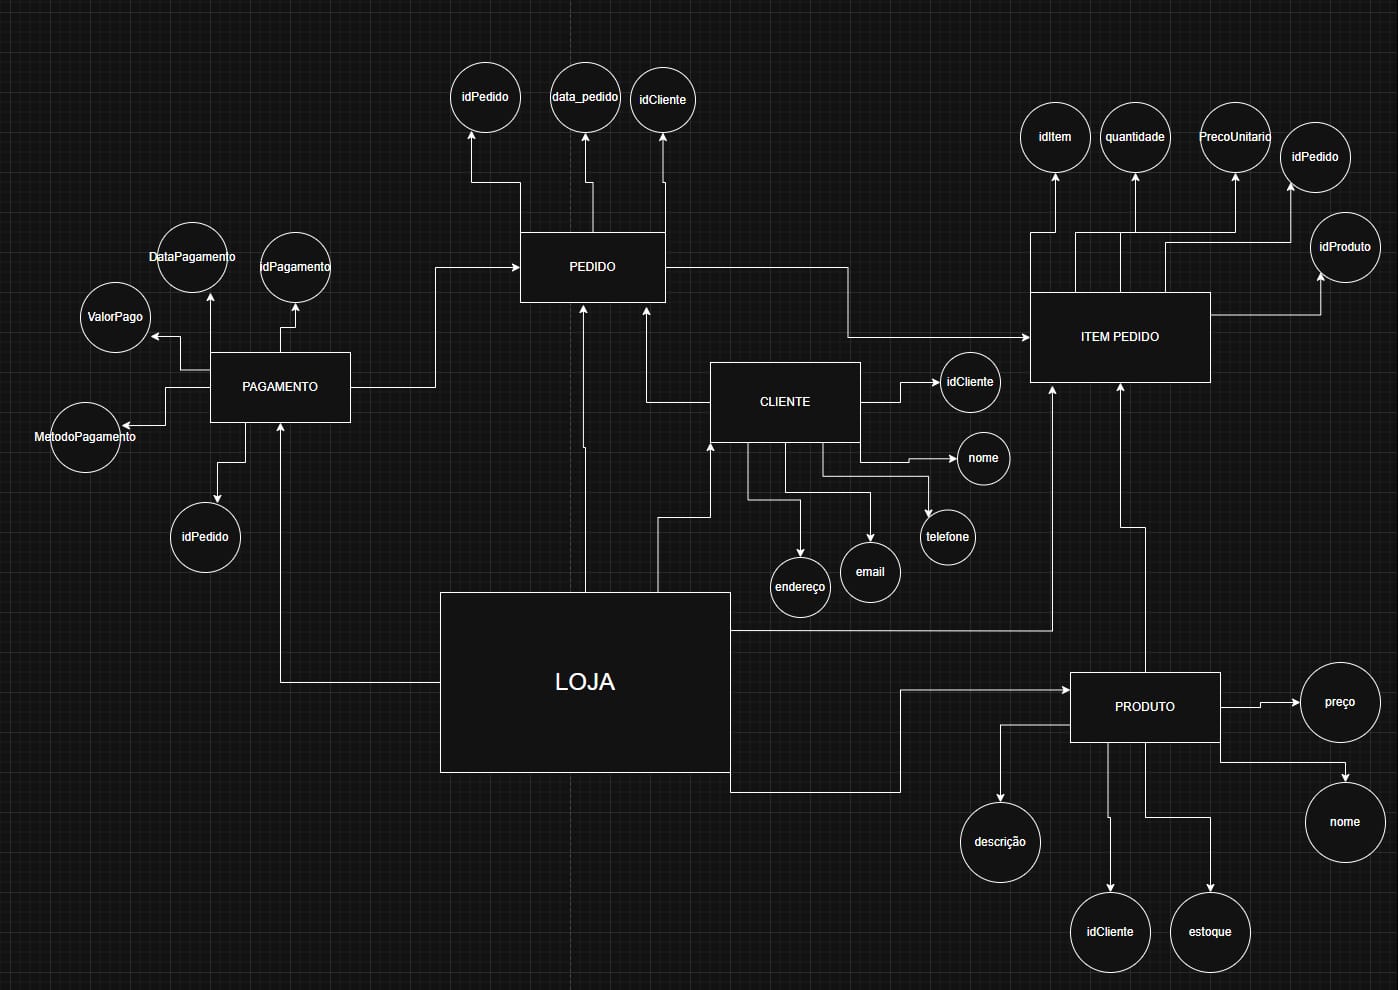 idPedido
data_pedido
idCliente
idItem
quantidade
PrecoUnitario
idPedido
idProduto
DataPagamento
idPagamento
PEDIDO
ValorPago
ITEM PEDIDO
PAGAMENTO
CLIENTE
idCliente
MetodoPagamento
nome
idPedido
telefone
email
endereço
LOJA
PRODUTO
preço
nome
descrição
idCliente
estoque